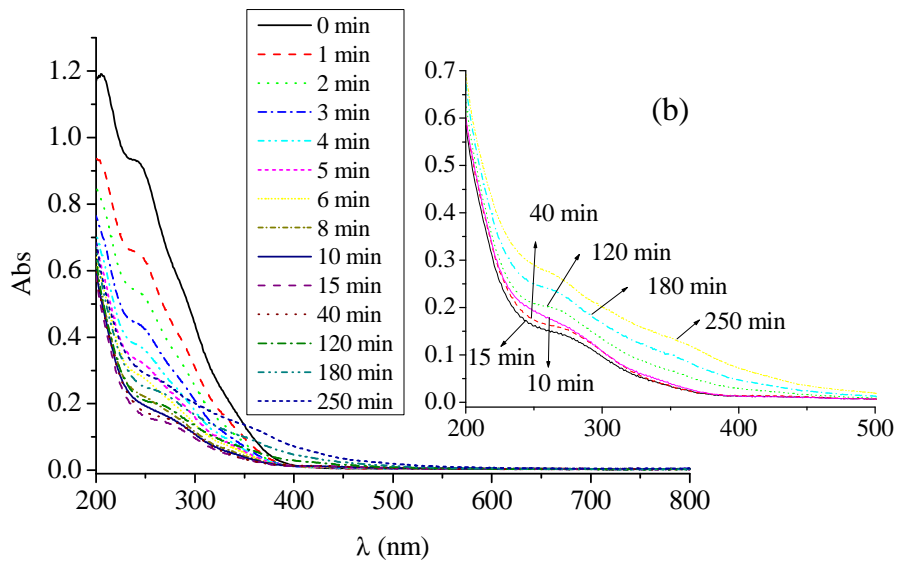 0 min
1 min
2 min
3 min
4 min
5 min
6 min
8 min
10 min
15 min
40 min
120 min
180 min
250 min
Abs
1.2
1.0
0.8
0.6
0.4
0.2
0.0
200 300 400 500 600 700 800
λ (nm)
(b)
0.7
0.6
0.5
0.4
0.3
0.2
0.1
0.0
200 300 400 500
40 min
120 min
180 min
250 min
15 min
10 min